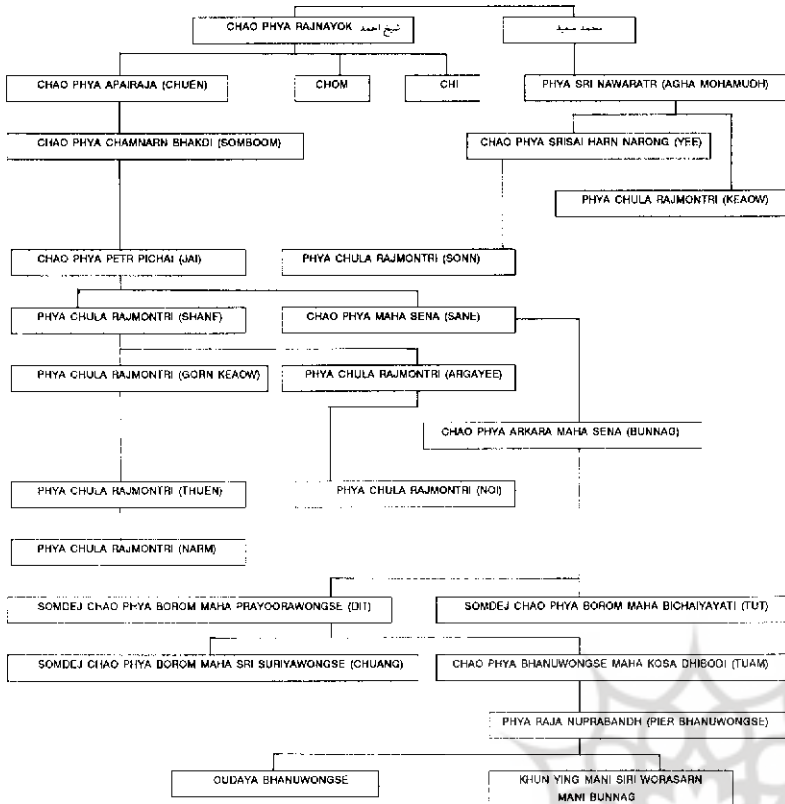 CHAO PHYA RAJNAYOK شيخ احمد
محمد سعيد
CHAO PHYA APAIRAJA (CHUEN)
CHOM
CHI
PHYA SRI NAWARATR (AGHA MOHAMUDH)
CHAO PHYA CHAMNARN BHAKDI (SOMBOOM)
CHAO PHYA SRISAI HARN NARONG (YEE)
PHYA CHULA RAJMONTRI (KEAOW)
CHAO PHYA PETR PICHAI (JAI)
PHYA CHULA RAJMONTRI (SONN)
PHYA CHULA RAJMONTRI (SHANF)
CHAO PHYA MAHA SENA (SANE)
PHYA CHULA RAJMONTRI (GORN KEAOW)
PHYA CHULA RAJMONTRI (ARGAYEE)
CHAO PHYA ARKARA MAHA SENA (BUNNAG)
PHYA CHULA RAJMONTRI (THUEN)
PHYA CHULA RAJMONTRI (NOI)
PHYA CHULA RAJMONTRI (NARM)
SOMDEJ CHAO PHYA BOROM MAHA PRAYOORAWONGSE (DIT)
SOMDEJ CHAO PHYA BOROM MAHA BICHAIYAYATI (TUT)
SOMDEJ CHAO PHYA BOROM MAHA SRI SURIYAWONGSE (CHUANG)
CHAO PHYA BHANUWONGSE MAHA KOSA DHIBODI (TUAM)
PHYA RAJA NUPRABANDH (PIER BHANUWONGSE)
OUDAYA BHANUWONGSE
KHUN YING MANI SIRI WORASARN
MANI BUNNAG